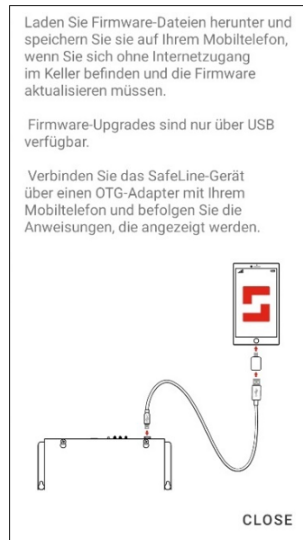 Laden Sie Firmware-Dateien herunter und
speichern Sie sie auf Ihrem Mobiltelefon,
wenn Sie sich ohne Internetzugang
im Keller befinden und die Firmware
aktualisieren müssen.
Firmware-Upgrades sind nur über USB
verfügbar.
Verbinden Sie das SafeLine-Gerät
über einen OTG-Adapter mit Ihrem
Mobiltelefon und befolgen Sie die
Anweisungen, die angezeigt werden.
CLOSE